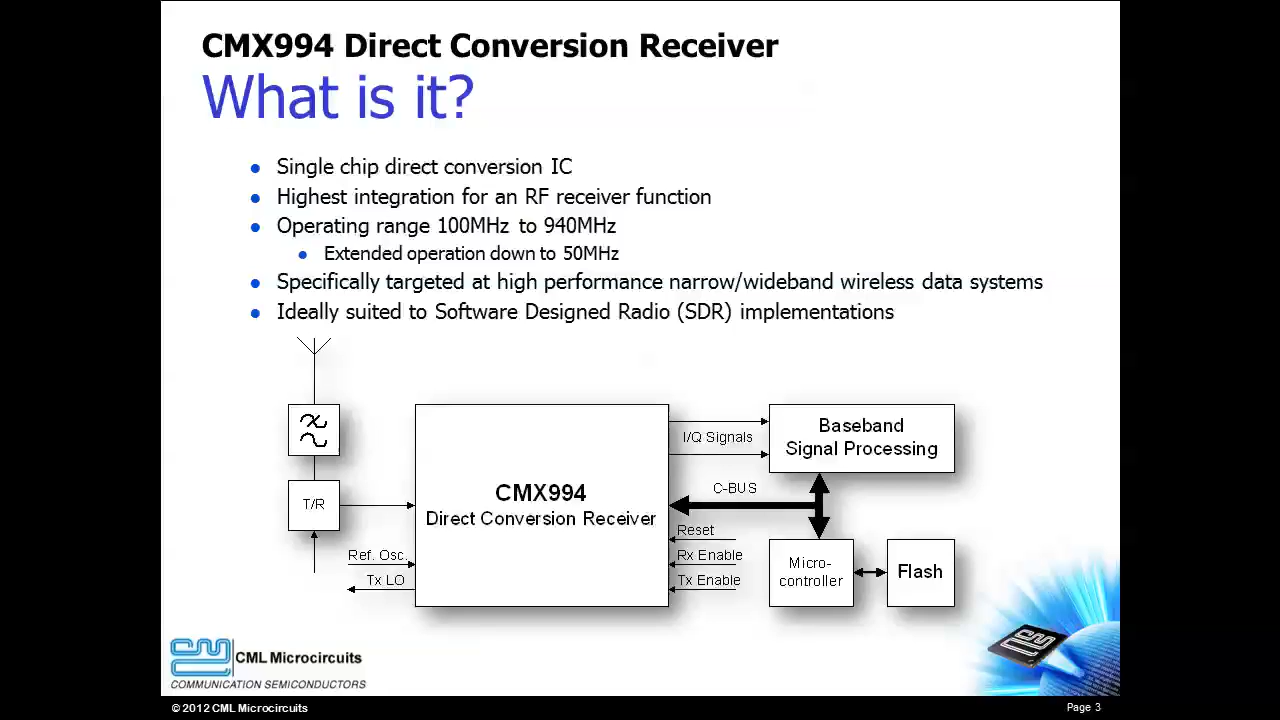 CMX994 Direct Conversion Receiver
What is it?
Single chip direct conversion IC
Highest integration for an RF receiver function
Operating range 100MHz to 940MHz
Extended operation down to 50MHz
Specifically targeted at high performance narrow/wideband wireless data systems
Ideally suited to Software Designed Radio (SDR) implementations
T/R
Ref. Osc.
Tx LO
CMX994
Direct Conversion Receiver
I/Q Signals
C-BUS
Reset
Rx Enable
Tx Enable
Baseband
Signal Processing
Micro-
controller
Flash
CML Microcircuits
COMMUNICATION SEMICONDUCTORS
© 2012 CML Microcircuits
Page 3